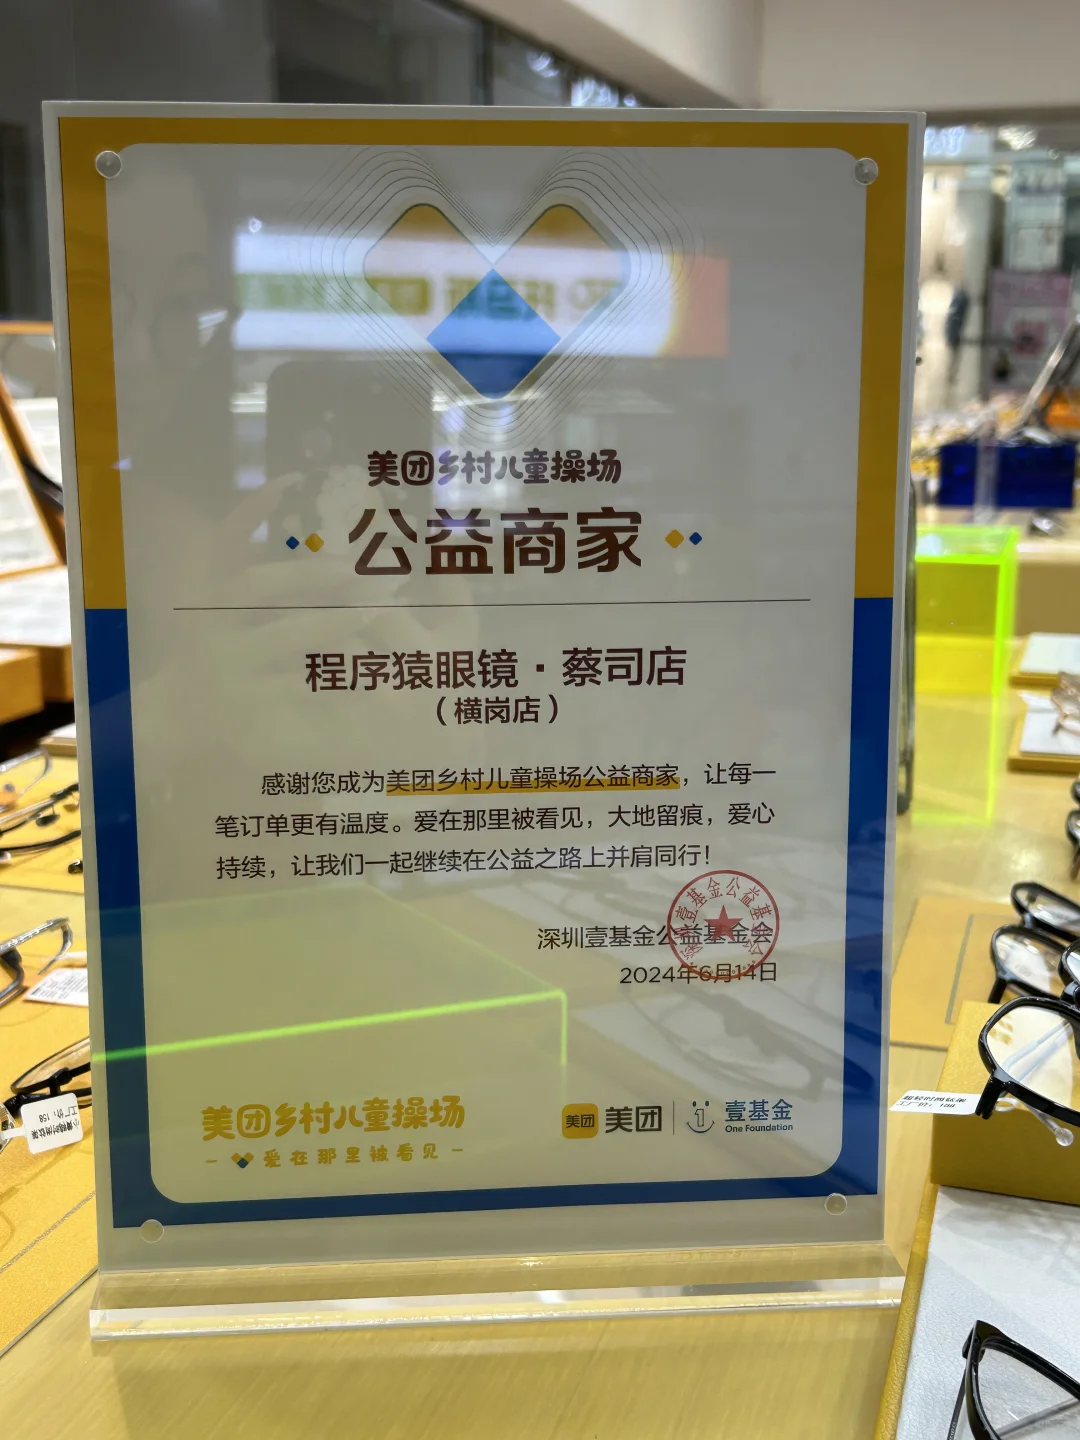 美团乡村儿童操场
公益商家
程序猿眼镜·蔡司店
（横岗店）
感谢您成为美团乡村儿童操场公益商家，让每一
笔订单更有温度。爱在那里被看见，大地留痕，爱心
持续，让我们一起继续在公益之路上并肩同行！
深圳壹基金公益基金会
2024年6月14日
美团乡村儿童操场
爱在那里被看见
美团 美团 壹基金
One Foundation
工厂价：158